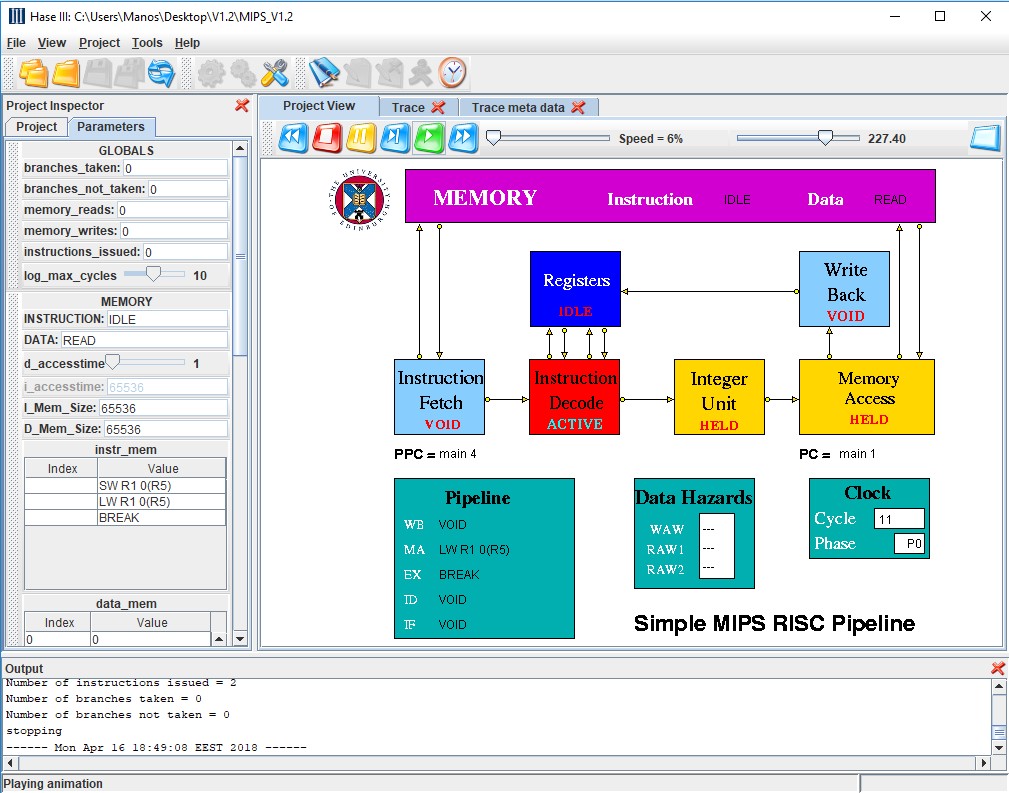 Hase III: C:\Users\Manos\Desktop\V1.2\MIPS_V1.2
File View Project Tools Help
Project Inspector
Project Parameters
GLOBALS
branches_taken: 0
branches_not_taken: 0
memory_reads: 0
memory_writes: 0
instructions_issued: 0
log_max_cycles 10
MEMORY
INSTRUCTION: IDLE
DATA: READ
d_accesstime 1
i_accesstime: 65536
I_Mem_Size: 65536
D_Mem_Size: 65536
instr_mem
Index Value
SW R1 0(R5)
LW R1 0(R5)
BREAK
data_mem
Index Value
0 0
Project View Trace Trace meta data
Speed = 6% 227.40
THE UNIVERSITY OF EDINBURGH
MEMORY Instruction IDLE Data READ
Registers
IDLE
Write
Back
VOID
Instruction
Fetch
VOID
Instruction
Decode
ACTIVE
Integer
Unit
HELD
Memory
Access
HELD
PPC = main 4
PC = main 1
Pipeline
WB VOID
MA LW R1 0(R5)
EX BREAK
ID VOID
IF VOID
Data Hazards
WAW ---
RAW1 ---
RAW2 ---
Clock
Cycle 11
Phase P0
Simple MIPS RISC Pipeline
Output
Number of instructions issued = 2
Number of branches taken = 0
Number of branches not taken = 0
stopping
------ Mon Apr 16 18:49:08 EEST 2018 ------
Playing animation